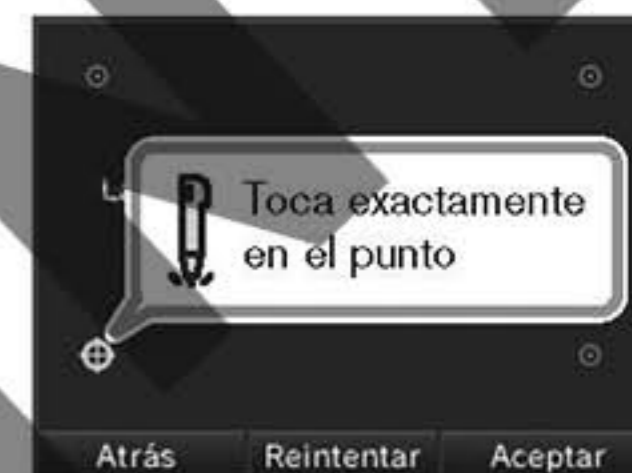 Toca exactamente
en el punto
Atrás Reintentar Aceptar